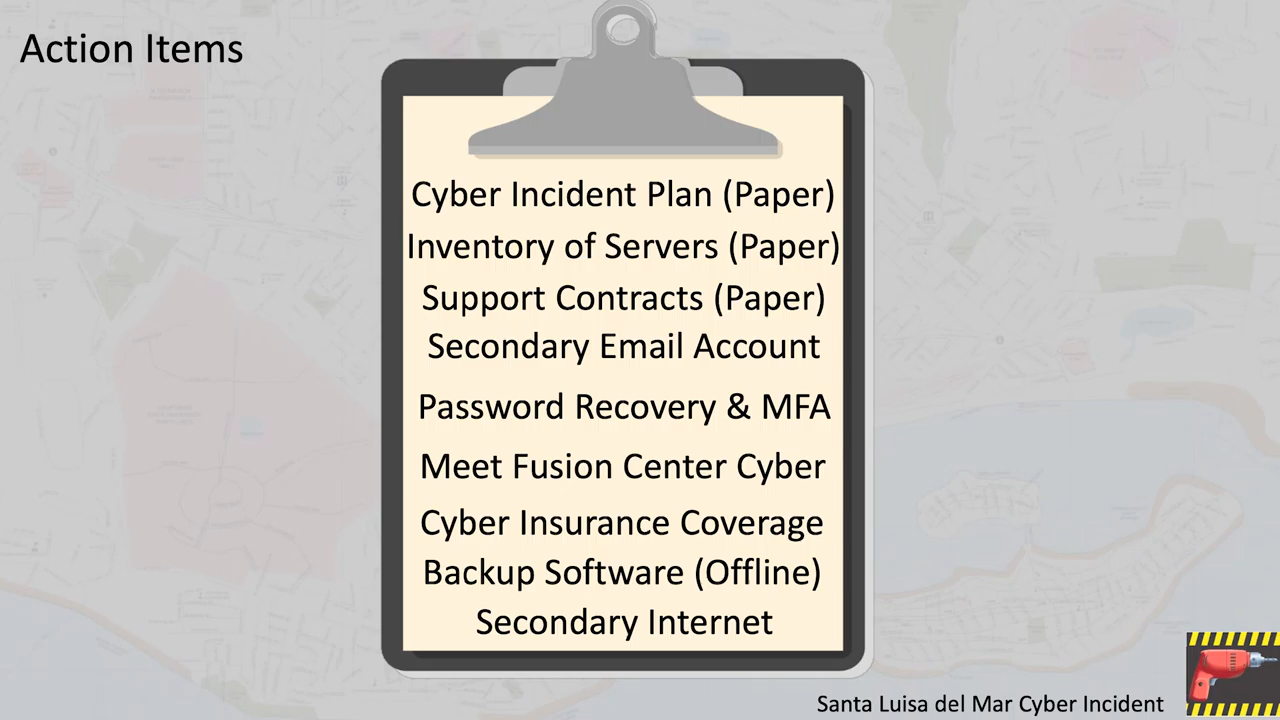 Action Items
Cyber Incident Plan (Paper)
Inventory of Servers (Paper)
Support Contracts (Paper)
Secondary Email Account
Password Recovery & MFA
Meet Fusion Center Cyber
Cyber Insurance Coverage
Backup Software (Offline)
Secondary Internet
Santa Luisa del Mar Cyber Incident